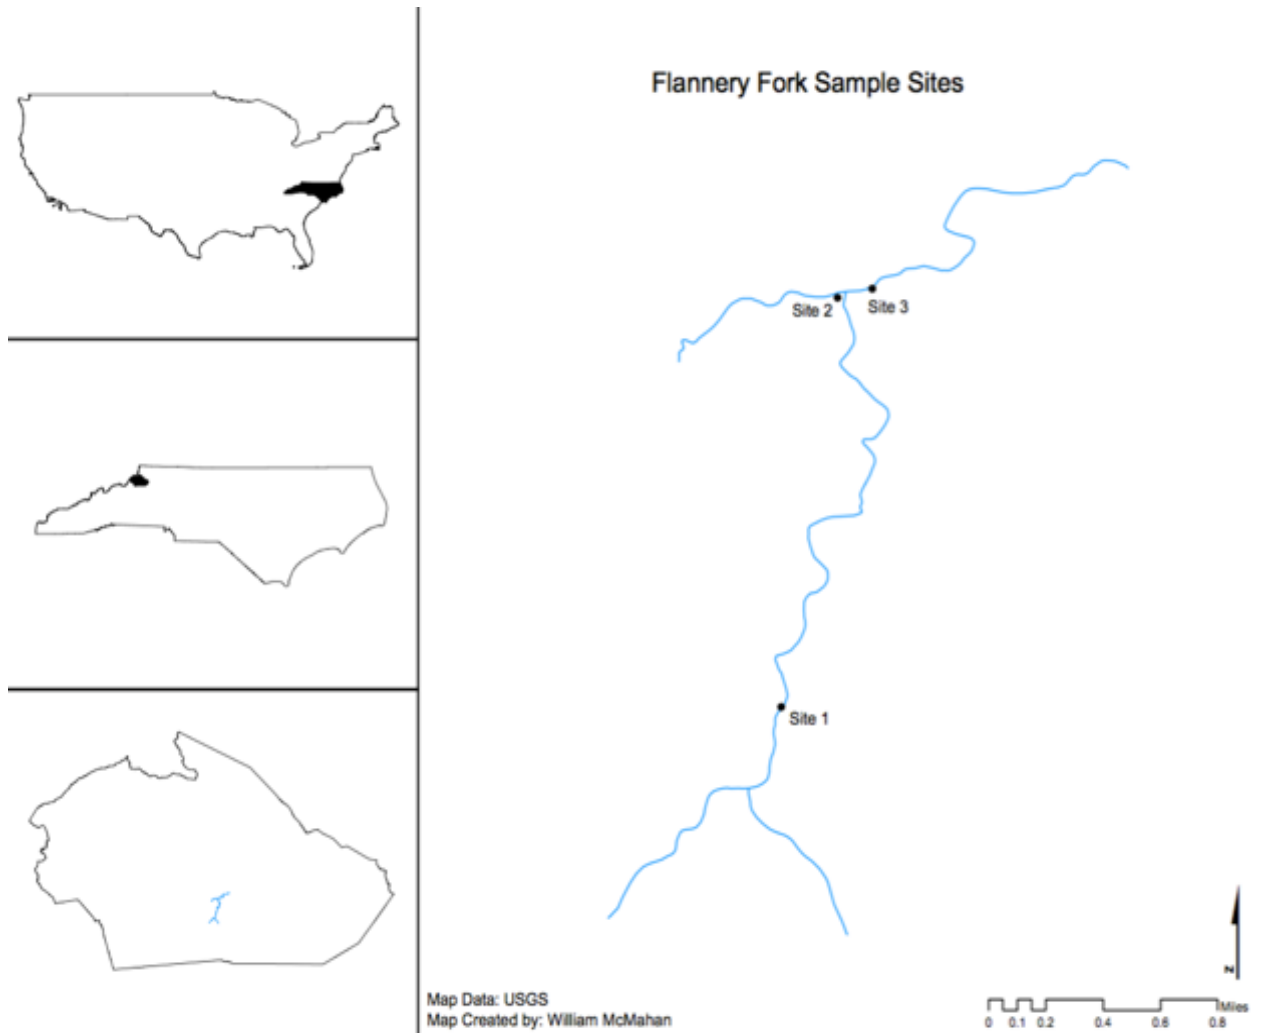 Flannery Fork Sample Sites
Site 2
Site 3
Site 1
N
Map Data: USGS
Map Created by: William McMahan
Miles
0 0.1 0.2 0.4 0.6 0.8